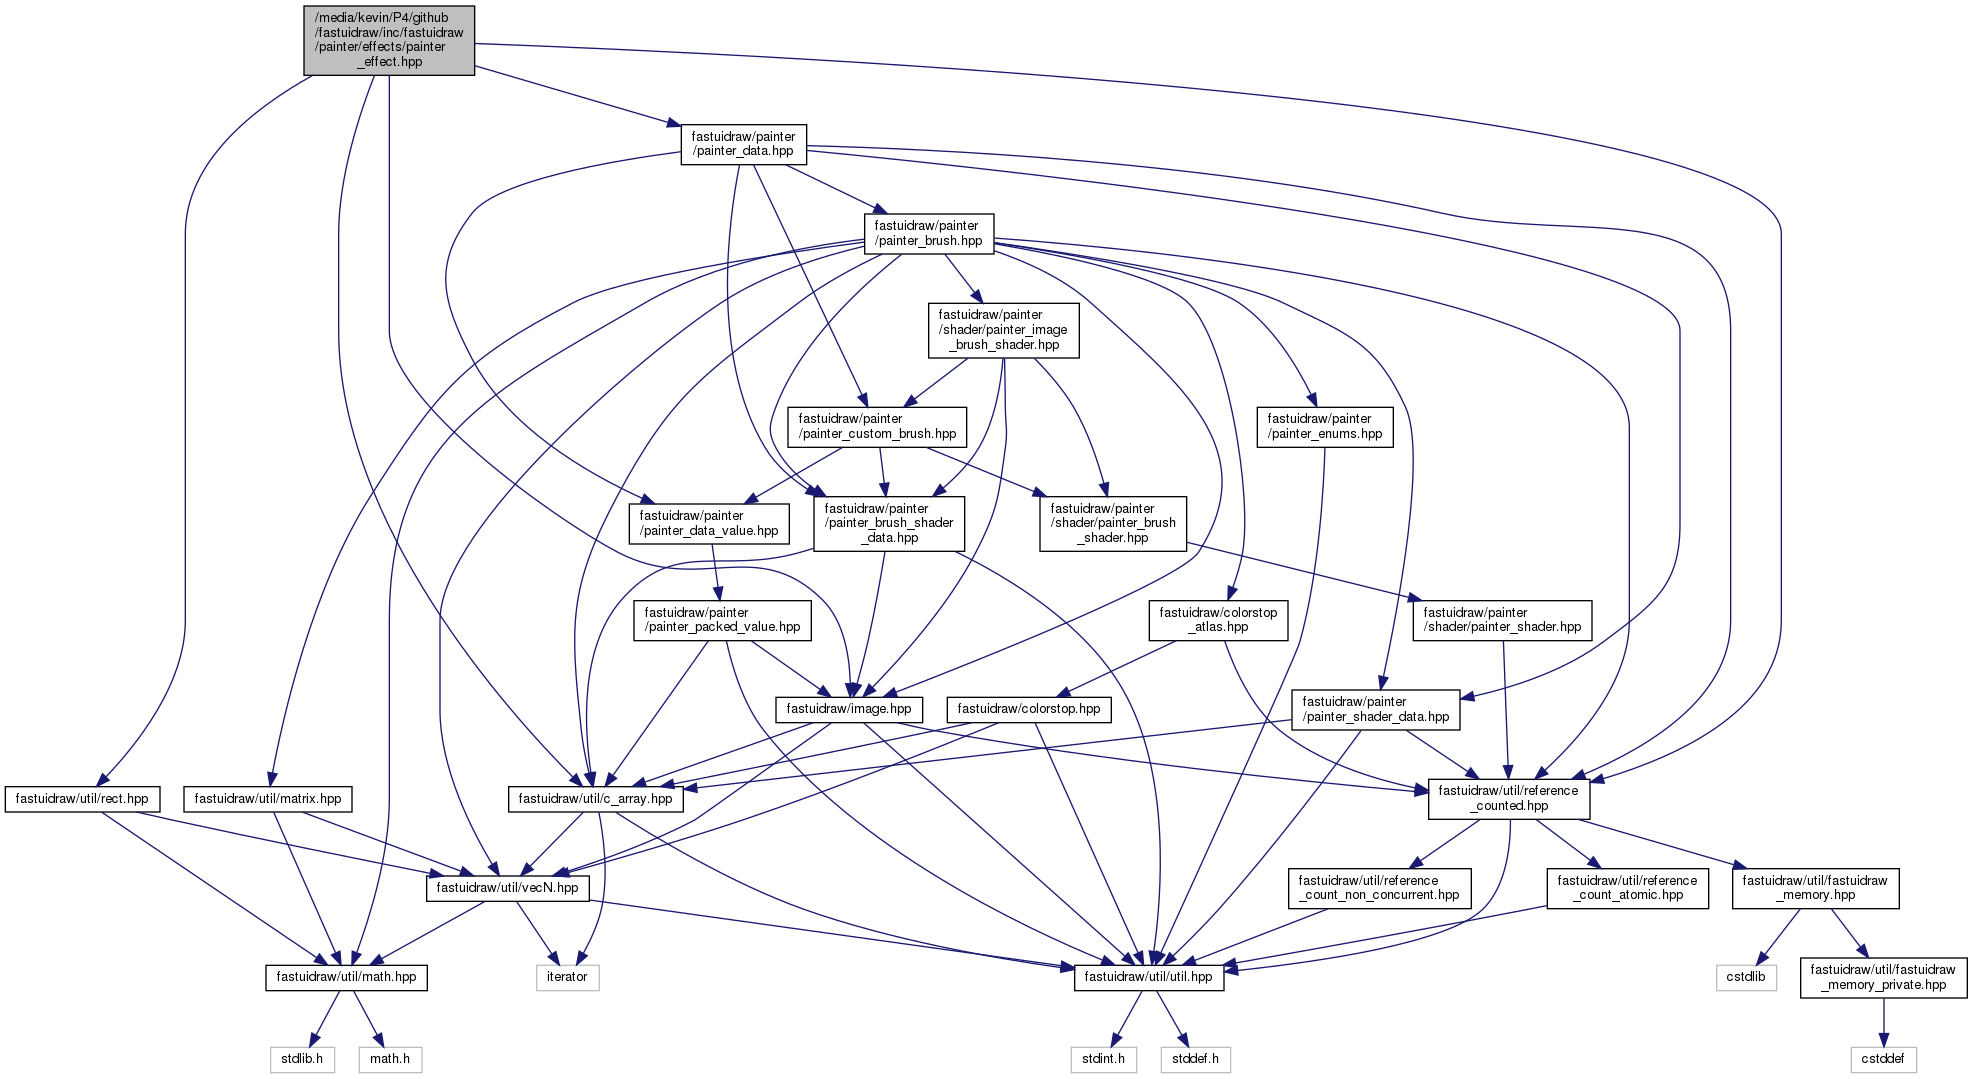 /media/kevin/P4/github
/fastuidraw/inc/fastuidraw
/painter/effects/painter
_effect.hpp
fastuidraw/painter
/painter_data.hpp
fastuidraw/painter
/painter_brush.hpp
fastuidraw/painter
/shader/painter_image
_brush_shader.hpp
fastuidraw/painter
/painter_custom_brush.hpp
fastuidraw/painter
/painter_enums.hpp
fastuidraw/painter
/painter_data_value.hpp
fastuidraw/painter
/painter_brush_shader
_data.hpp
fastuidraw/painter
/shader/painter_brush
_shader.hpp
fastuidraw/painter
/painter_packed_value.hpp
fastuidraw/colorstop
_atlas.hpp
fastuidraw/painter
/shader/painter_shader.hpp
fastuidraw/image.hpp
fastuidraw/colorstop.hpp
fastuidraw/painter
/painter_shader_data.hpp
fastuidraw/util/rect.hpp
fastuidraw/util/matrix.hpp
fastuidraw/util/c_array.hpp
fastuidraw/util/reference
_counted.hpp
fastuidraw/util/vecN.hpp
fastuidraw/util/reference
_count_non_concurrent.hpp
fastuidraw/util/reference
_count_atomic.hpp
fastuidraw/util/fastuidraw
_memory.hpp
fastuidraw/util/math.hpp
iterator
fastuidraw/util/util.hpp
cstdlib
fastuidraw/util/fastuidraw
_memory_private.hpp
stdlib.h
math.h
stdint.h
stddef.h
cstddef